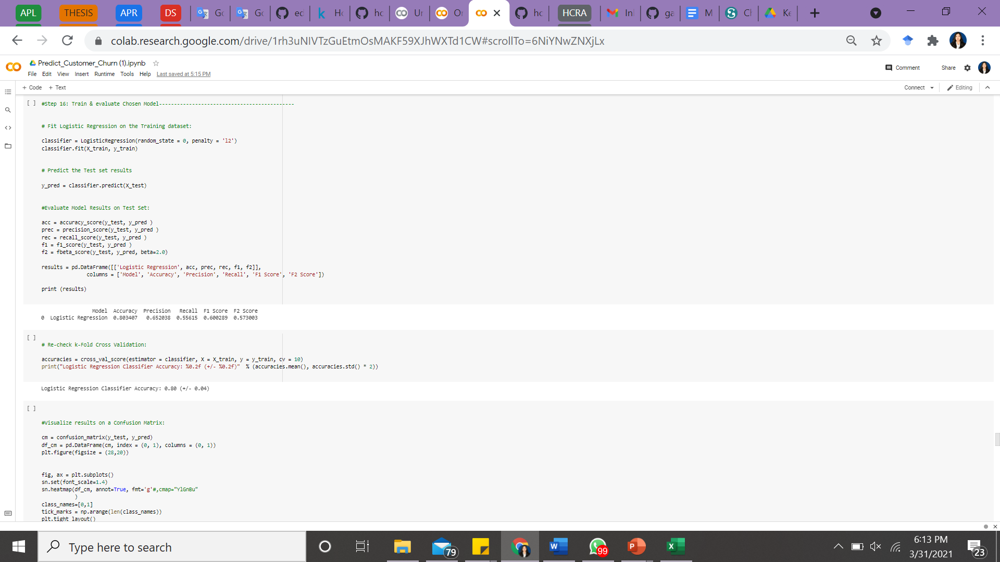 APL THESIS APR DS Gc Gc ed Hc hc Ur Or hc HCRA In ga M Cl Ke
colab.research.google.com/drive/1rh3uNIVTzGuEtmOsMAKF59XJhWXTd1CW#scrollTo=6NiYNwZNXjLx
Predict_Customer_Churn (1).ipynb
File Edit View Insert Runtime Tools Help Last saved at 5:15 PM
Comment Share
+ Code + Text
Connect Editing
[ ] #Step 16: Train & evaluate Chosen Model---------------------------------------------
# Fit Logistic Regression on the Training dataset:
classifier = LogisticRegression(random_state = 0, penalty = 'l2')
classifier.fit(X_train, y_train)
# Predict the Test set results
y_pred = classifier.predict(X_test)
#Evaluate Model Results on Test Set:
acc = accuracy_score(y_test, y_pred )
prec = precision_score(y_test, y_pred )
rec = recall_score(y_test, y_pred )
f1 = f1_score(y_test, y_pred )
f2 = fbeta_score(y_test, y_pred, beta=2.0)
results = pd.DataFrame([['Logistic Regression', acc, prec, rec, f1, f2]],
columns = ['Model', 'Accuracy', 'Precision', 'Recall', 'F1 Score', 'F2 Score'])
print (results)
Model Accuracy Precision Recall F1 Score F2 Score
0 Logistic Regression 0.803407 0.652038 0.55615 0.600289 0.573003
[ ]
# Re-check k-Fold Cross Validation:
accuracies = cross_val_score(estimator = classifier, X = X_train, y = y_train, cv = 10)
print("Logistic Regression Classifier Accuracy: %0.2f (+/- %0.2f)" % (accuracies.mean(), accuracies.std() * 2))
Logistic Regression Classifier Accuracy: 0.80 (+/- 0.04)
[ ]
#Visualize results on a Confusion Matrix:
cm = confusion_matrix(y_test, y_pred)
df_cm = pd.DataFrame(cm, index = (0, 1), columns = (0, 1))
plt.figure(figsize = (28,20))
fig, ax = plt.subplots()
sn.set(font_scale=1.4)
sn.heatmap(df_cm, annot=True, fmt='g'#,cmap="YlGnBu"
)
class_names=[0,1]
tick_marks = np.arange(len(class_names))
plt.tight_layout()
Type here to search
79
99
6:13 PM
3/31/2021
23